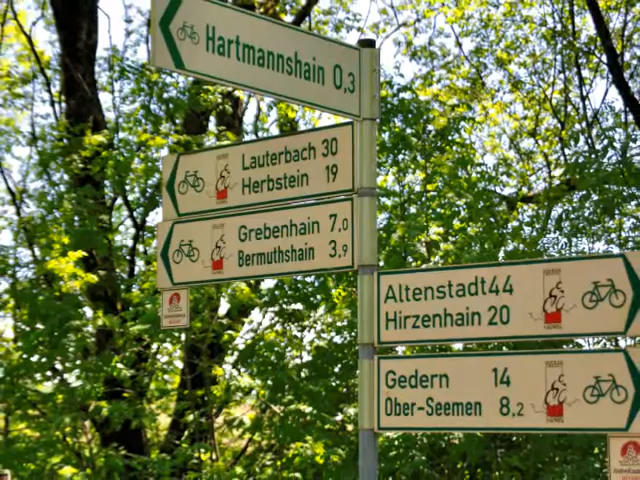 Hartmannshain 0,3
Lauterbach 30
Herbstein 19
Grebenhain 7,0
Bermuthshain 3,9
Altenstadt 44
Hirzenhain 20
Gedern 14
Ober-Seemen 8,2